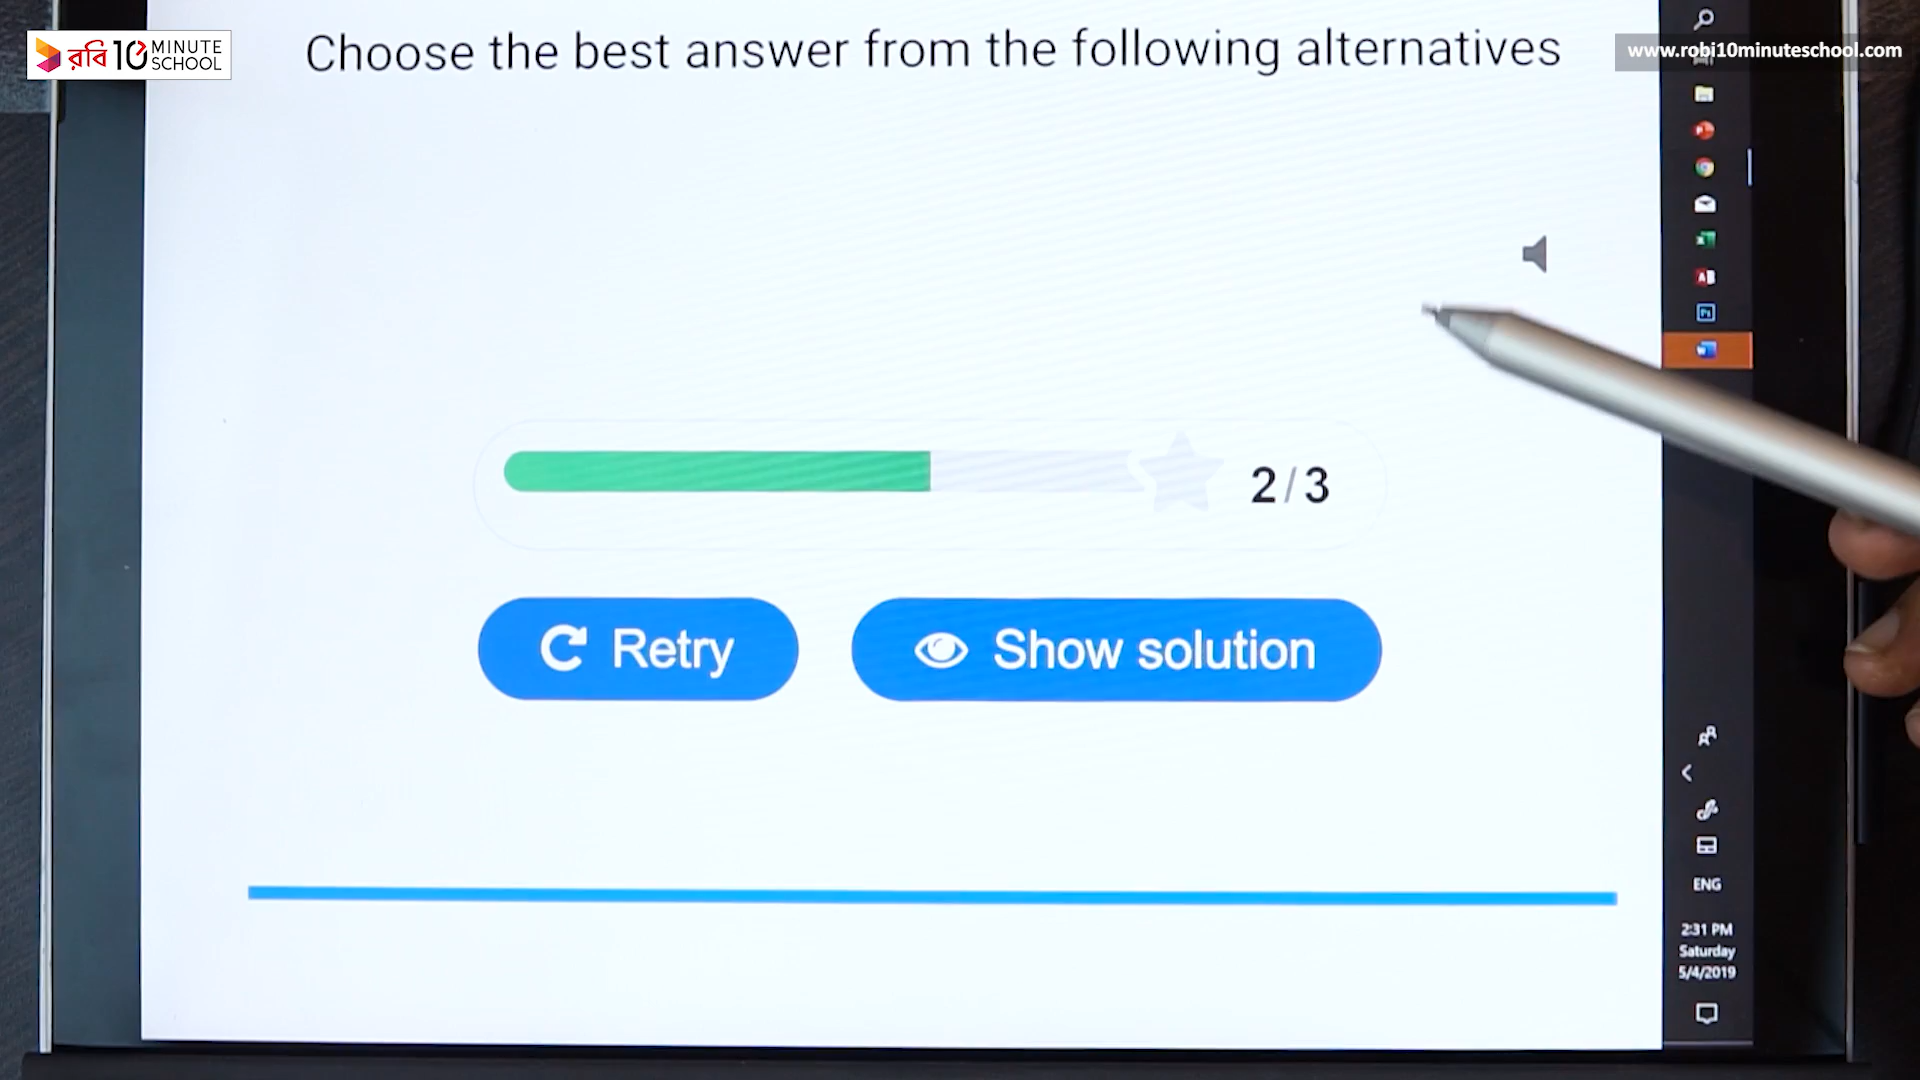 রবি 10 MINUTE SCHOOL
www.robi10minuteschool.com
Choose the best answer from the following alternatives
2/3
Retry
Show solution
ENG
2:31 PM
Saturday
5/4/2019